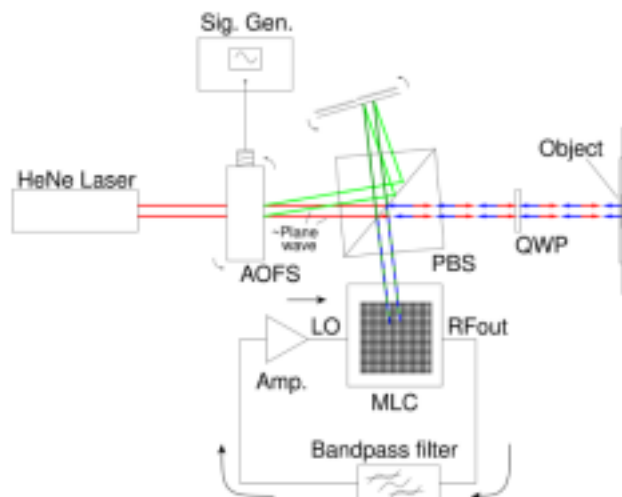 Sig. Gen.
Object
HeNe Laser
~Plane
wave
QWP
PBS
AOFS
LO
RFout
Amp.
MLC
Bandpass filter